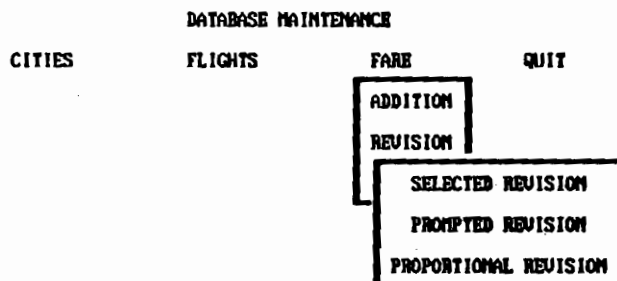 DATABASE MAINTENANCE
CITIES FLIGHTS FARE QUIT
ADDITION
REVISION
SELECTED REVISION
PROMPTED REVISION
PROPORTIONAL REVISION